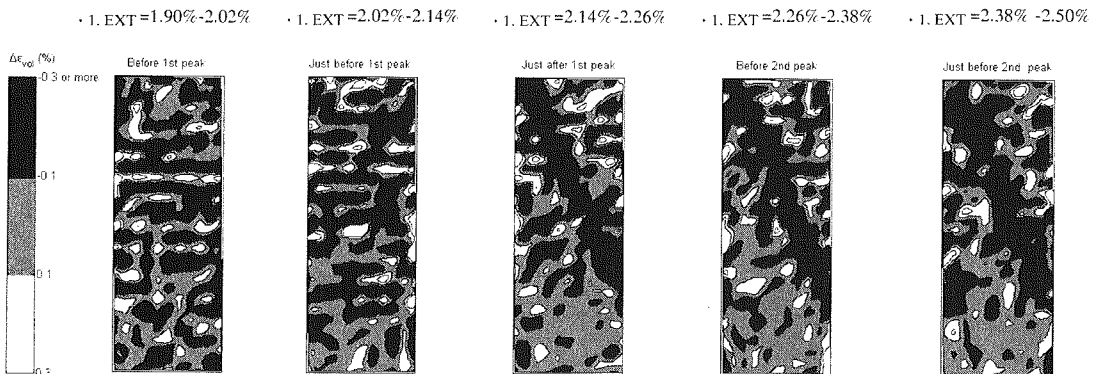 · 1. EXT =1.90%-2.02%
· 1. EXT =2.02%-2.14%
· 1. EXT =2.14%-2.26%
· 1. EXT =2.26%-2.38%
· 1. EXT =2.38% -2.50%
Δε_vol (%)
-0.3 or more
-0.1
0.1
0.3
Before 1st peak
Just before 1st peak
Just after 1st peak
Before 2nd peak
Just before 2nd peak